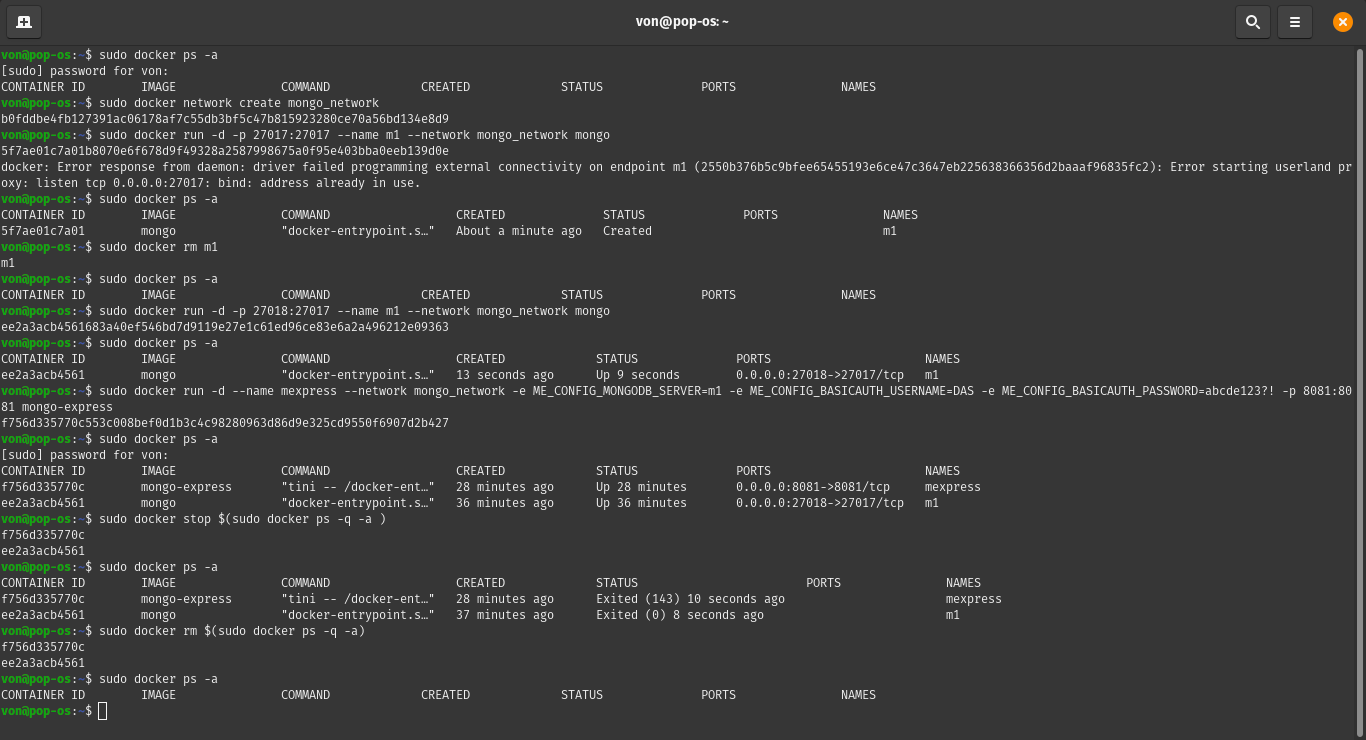 von@pop-os: ~
von@pop-os:~$ sudo docker ps -a
[sudo] password for von:
CONTAINER ID        IMAGE               COMMAND             CREATED             STATUS              PORTS               NAMES
von@pop-os:~$ sudo docker network create mongo_network
b0fddbe4fb127391ac06178af7c55db3bf5c47b815923280ce70a56bd134e8d9
von@pop-os:~$ sudo docker run -d -p 27017:27017 --name m1 --network mongo_network mongo
5f7ae01c7a01b8070e6f678d9f49328a2587998675a0f95e403bba0eeb139d0e
docker: Error response from daemon: driver failed programming external connectivity on endpoint m1 (2550b376b5c9bfee65455193e6ce47c3647eb225638366356d2baaaf96835fc2): Error starting userland pr
oxy: listen tcp 0.0.0.0:27017: bind: address already in use.
von@pop-os:~$ sudo docker ps -a
CONTAINER ID        IMAGE               COMMAND                  CREATED              STATUS              PORTS               NAMES
5f7ae01c7a01        mongo               "docker-entrypoint.s…"   About a minute ago   Created                                 m1
von@pop-os:~$ sudo docker rm m1
m1
von@pop-os:~$ sudo docker ps -a
CONTAINER ID        IMAGE               COMMAND             CREATED             STATUS              PORTS               NAMES
von@pop-os:~$ sudo docker run -d -p 27018:27017 --name m1 --network mongo_network mongo
ee2a3acb4561683a40ef546bd7d9119e27e1c61ed96ce83e6a2a496212e09363
von@pop-os:~$ sudo docker ps -a
CONTAINER ID        IMAGE               COMMAND                  CREATED             STATUS              PORTS                      NAMES
ee2a3acb4561        mongo               "docker-entrypoint.s…"   13 seconds ago      Up 9 seconds        0.0.0.0:27018->27017/tcp   m1
von@pop-os:~$ sudo docker run -d --name mexpress --network mongo_network -e ME_CONFIG_MONGODB_SERVER=m1 -e ME_CONFIG_BASICAUTH_USERNAME=DAS -e ME_CONFIG_BASICAUTH_PASSWORD=abcde123?! -p 8081:80
81 mongo-express
f756d335770c553c008bef0d1b3c4c98280963d86d9e325cd9550f6907d2b427
von@pop-os:~$ sudo docker ps -a
[sudo] password for von:
CONTAINER ID        IMAGE               COMMAND                  CREATED             STATUS              PORTS                      NAMES
f756d335770c        mongo-express       "tini -- /docker-ent…"   28 minutes ago      Up 28 minutes       0.0.0.0:8081->8081/tcp     mexpress
ee2a3acb4561        mongo               "docker-entrypoint.s…"   36 minutes ago      Up 36 minutes       0.0.0.0:27018->27017/tcp   m1
von@pop-os:~$ sudo docker stop $(sudo docker ps -q -a )
f756d335770c
ee2a3acb4561
von@pop-os:~$ sudo docker ps -a
CONTAINER ID        IMAGE               COMMAND                  CREATED             STATUS                        PORTS               NAMES
f756d335770c        mongo-express       "tini -- /docker-ent…"   28 minutes ago      Exited (143) 10 seconds ago                       mexpress
ee2a3acb4561        mongo               "docker-entrypoint.s…"   37 minutes ago      Exited (0) 8 seconds ago                          m1
von@pop-os:~$ sudo docker rm $(sudo docker ps -q -a)
f756d335770c
ee2a3acb4561
von@pop-os:~$ sudo docker ps -a
CONTAINER ID        IMAGE               COMMAND             CREATED             STATUS              PORTS               NAMES
von@pop-os:~$